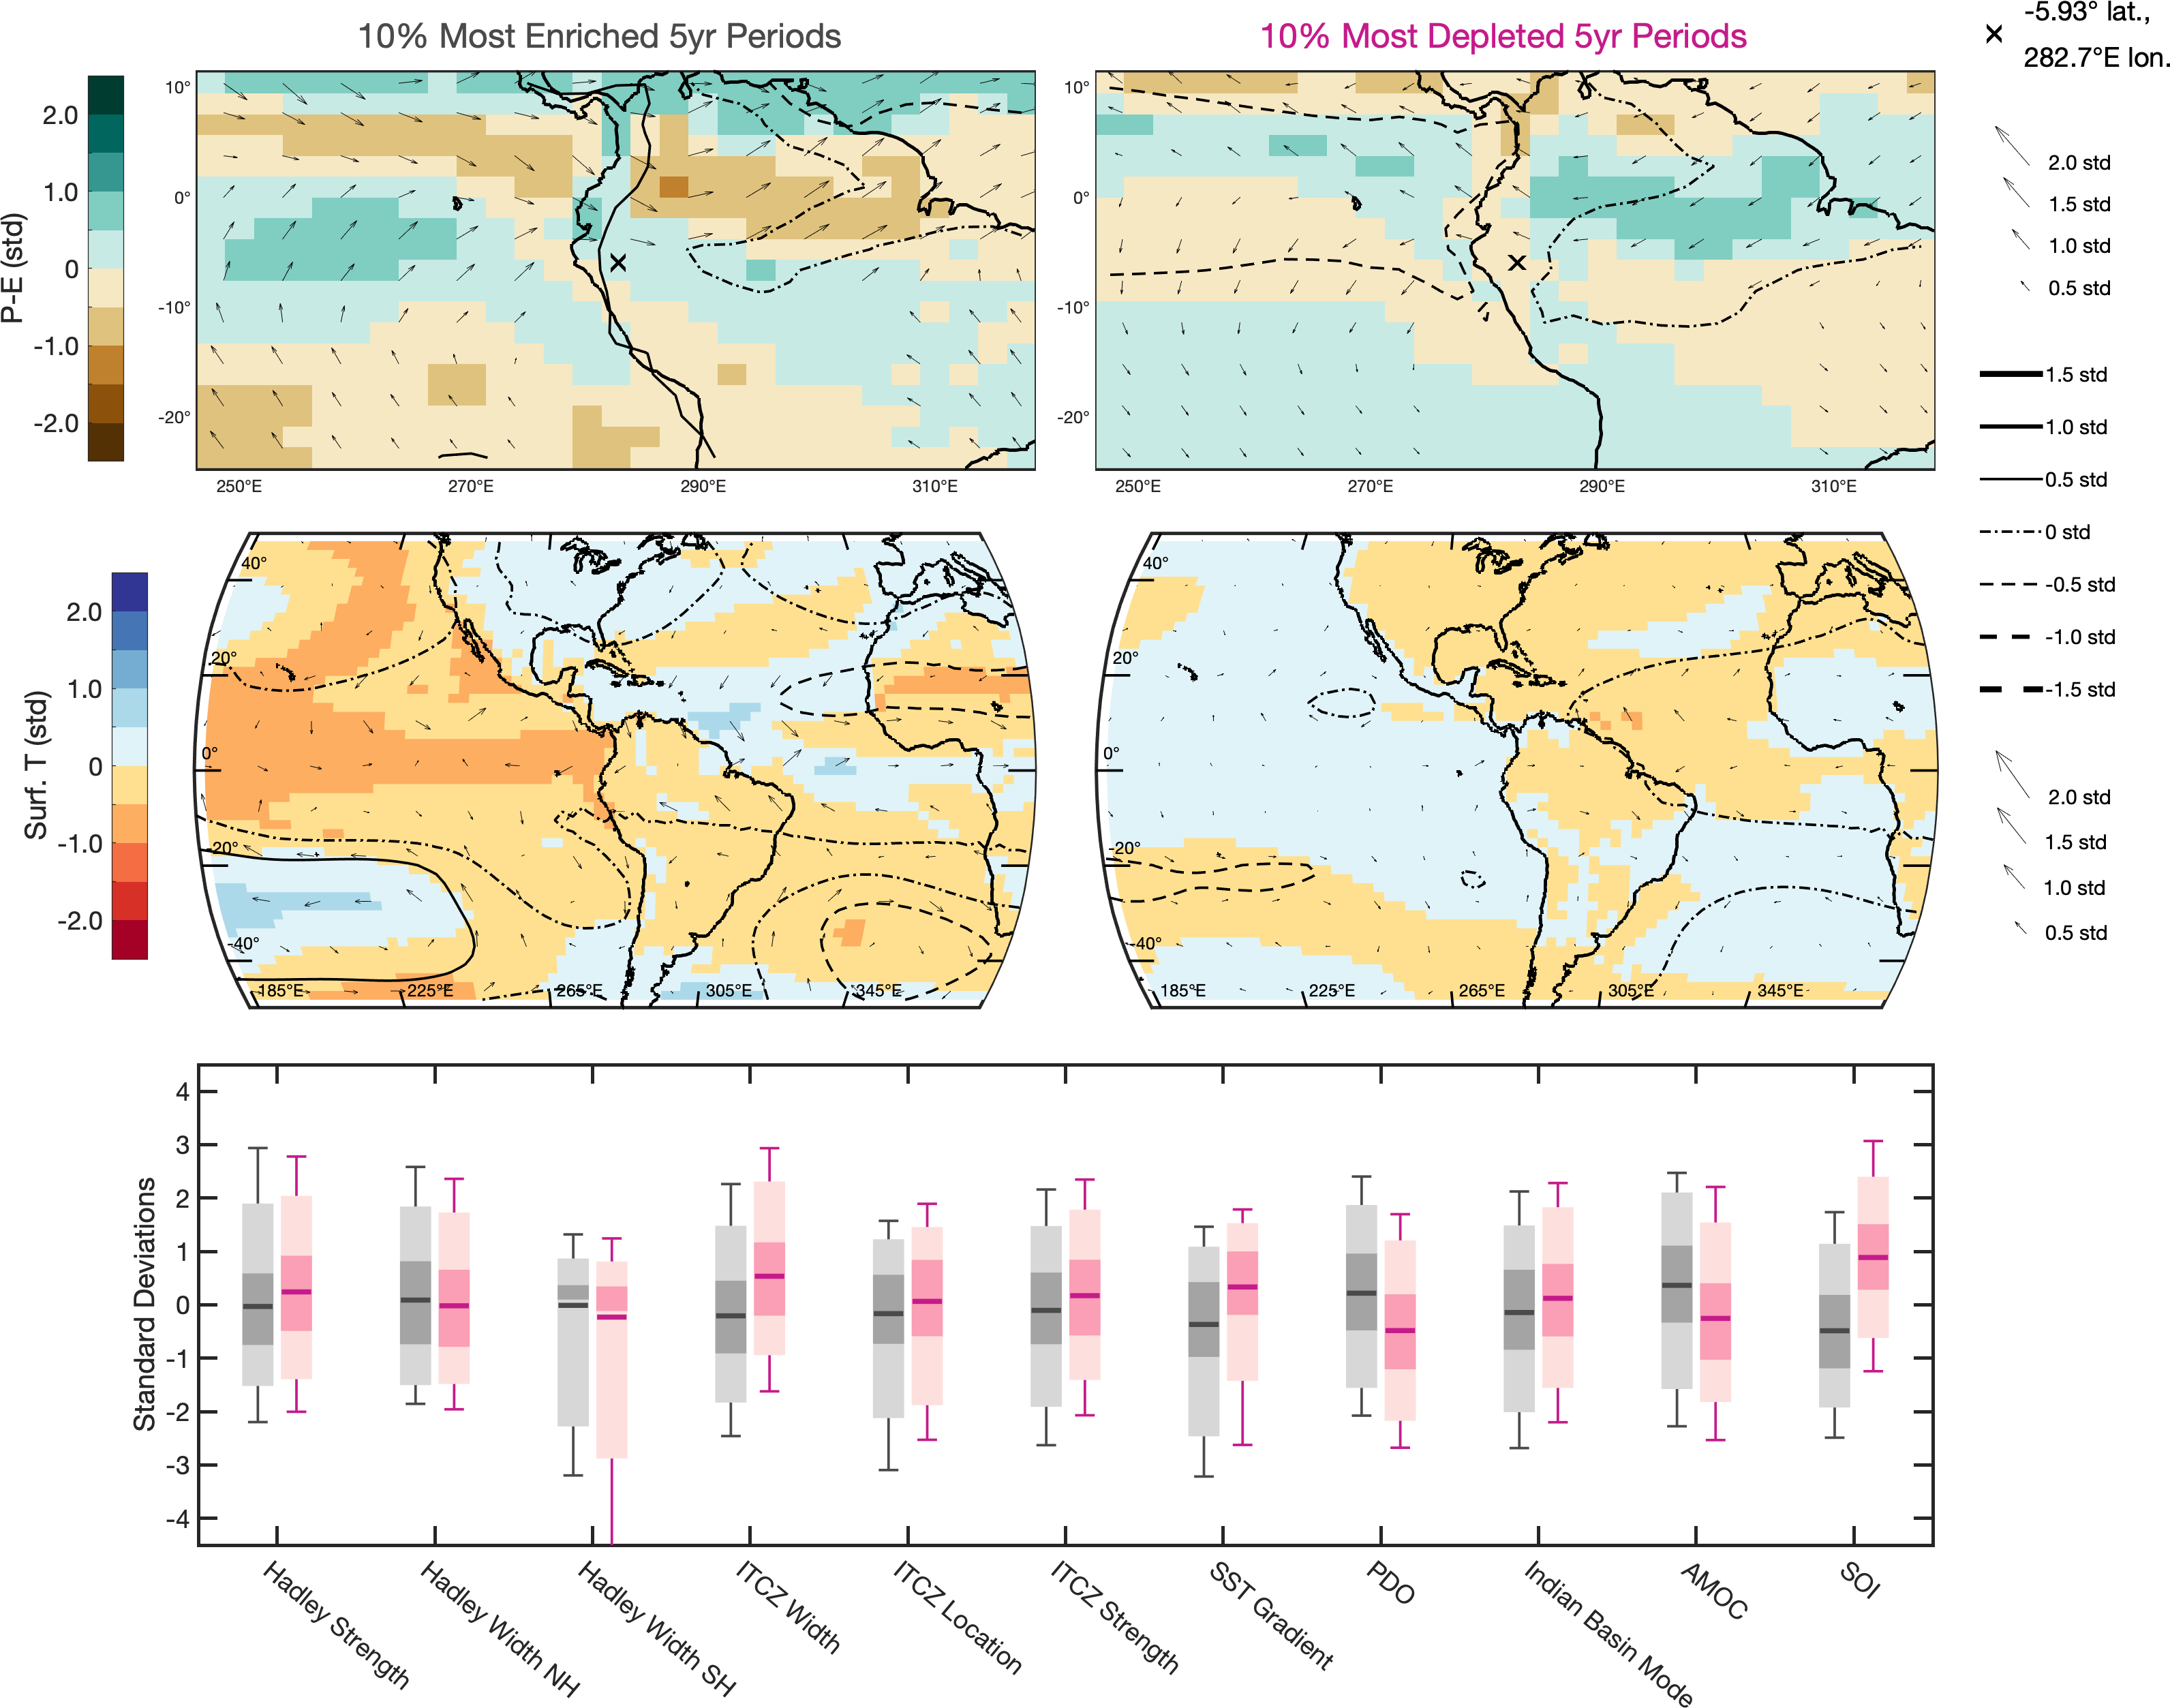 10% Most Enriched 5yr Periods
10% Most Depleted 5yr Periods
-5.93° lat.,
282.7°E lon.
P-E (std)
2.0
1.0
0
-1.0
-2.0
10°
0°
-10°
-20°
250°E
270°E
290°E
310°E
10°
0°
-10°
-20°
250°E
270°E
290°E
310°E
2.0 std
1.5 std
1.0 std
0.5 std
1.5 std
1.0 std
0.5 std
0 std
-0.5 std
-1.0 std
-1.5 std
Surf. T (std)
2.0
1.0
0
-1.0
-2.0
40°
20°
0°
-20°
-40°
185°E
225°E
265°E
305°E
345°E
40°
20°
0°
-20°
-40°
185°E
225°E
265°E
305°E
345°E
2.0 std
1.5 std
1.0 std
0.5 std
Standard Deviations
4
3
2
1
0
-1
-2
-3
-4
Hadley Strength
Hadley Width NH
Hadley Width SH
ITCZ Width
ITCZ Location
ITCZ Strength
SST Gradient
PDO
Indian Basin Mode
AMOC
SOI